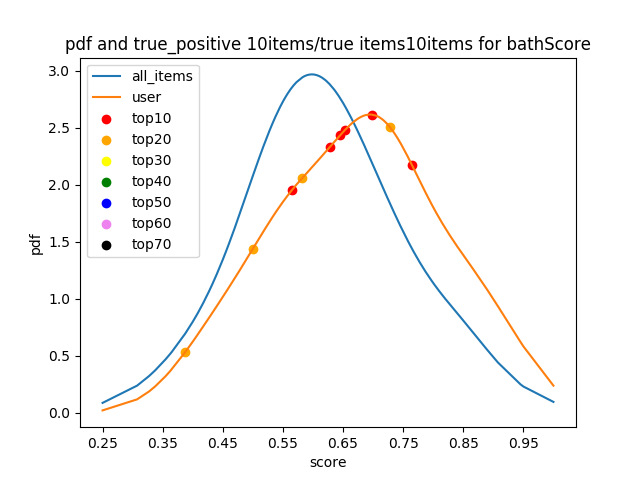 pdf and true_positive 10items/true items10items for bathScore
all_items
user
top10
top20
top30
top40
top50
top60
top70
3.0
2.5
2.0
1.5
1.0
0.5
0.0
pdf
0.25 0.35 0.45 0.55 0.65 0.75 0.85 0.95
score